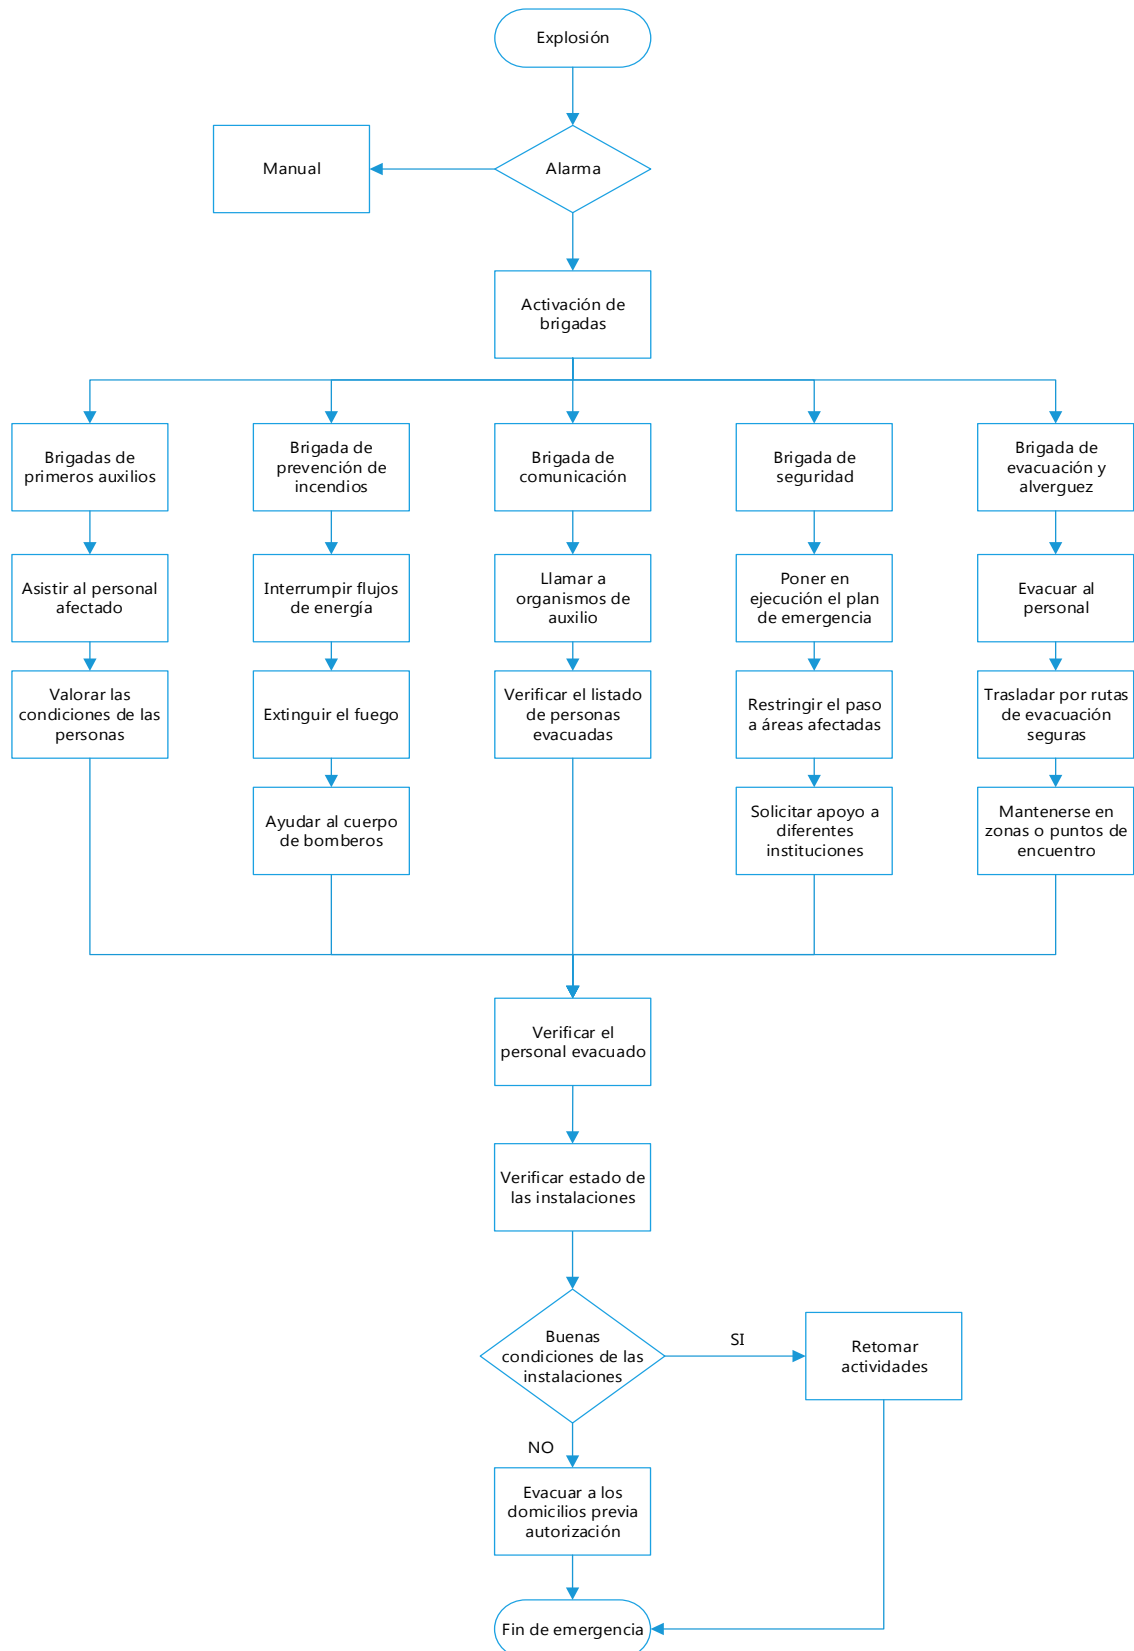 Explosión
Manual
Alarma
Activación de
brigadas
Brigadas de
primeros auxilios
Brigada de
prevención de
incendios
Brigada de
comunicación
Brigada de
seguridad
Brigada de
evacuación y
alverguez
Asistir al personal
afectado
Interrumpir flujos
de energía
Llamar a
organismos de
auxilio
Poner en
ejecución el plan
de emergencia
Evacuar al
personal
Valorar las
condiciones de las
personas
Extinguir el fuego
Verificar el listado
de personas
evacuadas
Restringir el paso
a áreas afectadas
Trasladar por rutas
de evacuación
seguras
Ayudar al cuerpo
de bomberos
Solicitar apoyo a
diferentes
instituciones
Mantenerse en
zonas o puntos de
encuentro
Verificar el
personal evacuado
Verificar estado de
las instalaciones
Buenas
condiciones de las
instalaciones
SI
Retomar
actividades
NO
Evacuar a los
domicilios previa
autorización
Fin de emergencia